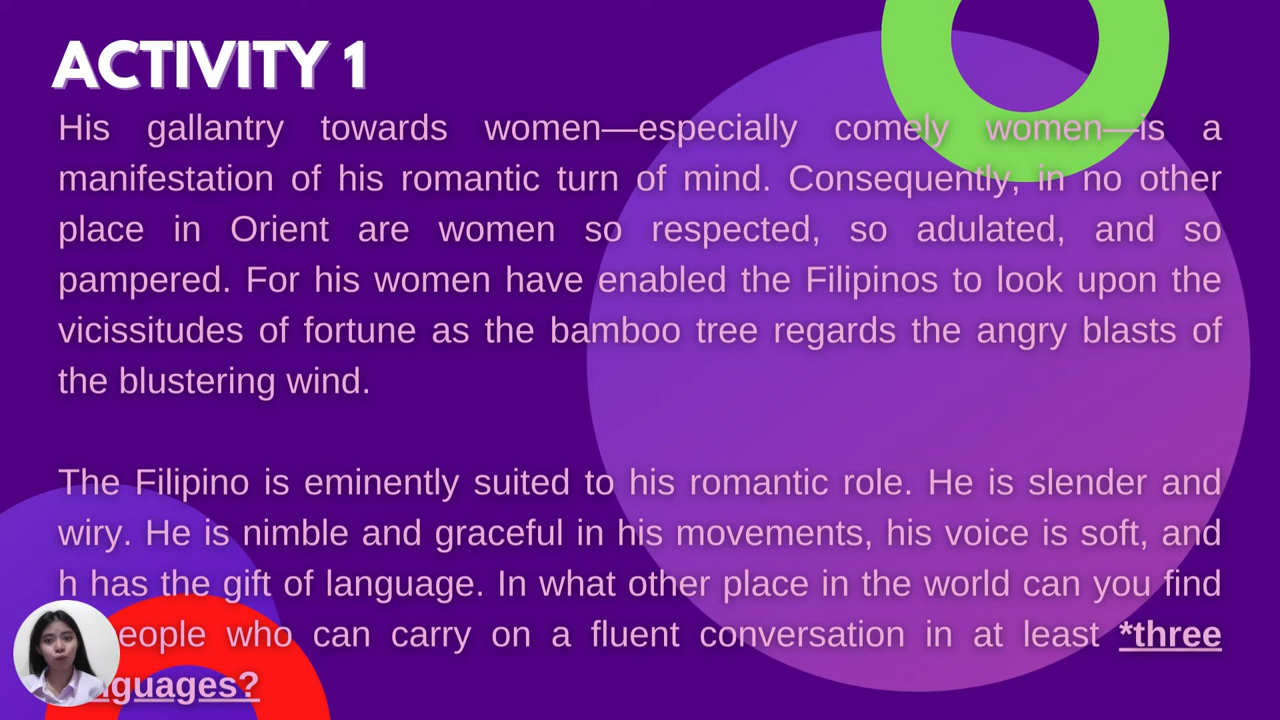 ACTIVITY 1
His gallantry towards women—especially comely women—is a
manifestation of his romantic turn of mind. Consequently, in no other
place in Orient are women so respected, so adulated, and so
pampered. For his women have enabled the Filipinos to look upon the
vicissitudes of fortune as the bamboo tree regards the angry blasts of
the blustering wind.
The Filipino is eminently suited to his romantic role. He is slender and
wiry. He is nimble and graceful in his movements, his voice is soft, and
h has the gift of language. In what other place in the world can you find
eople who can carry on a fluent conversation in at least *three
nguages?